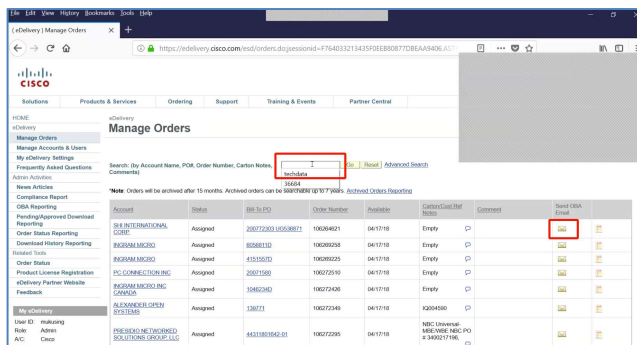 File Edit View History Bookmarks Tools Help
(eDelivery) Manage Orders
https://edelivery.cisco.com/esd/orders.do;jsessionid=F764033213435F0EEB80877DBEAA9406.AST
CISCO
Solutions Products & Services Ordering Support Training & Events Partner Central
HOME
eDelivery
Manage Orders
Manage Accounts & Users
My eDelivery Settings
Frequently Asked Questions
Admin Activities
News Articles
Compliance Report
OBA Reporting
Pending/Approved Download Reporting
Order Status Reporting
Download History Reporting
Related Tools
Order Status
Product License Registration
eDelivery Partner Website
Feedback
My eDelivery
User ID: mukusing
Role: Admin
A/C: Cisco
eDelivery
Manage Orders
Search: (by Account Name, PO#, Order Number, Carton Notes, Comments)
Go Reset Advanced Search
techdata
36684
*Note: Orders will be archived after 15 months. Archived orders can be searchable up to 7 years. Archived Orders Reporting
Account Status Bill-To PO Order Number Available Carton/Cust Ref Notes Comment Send OBA Email
SHI INTERNATIONAL CORP. Assigned 200772303 UG538871 106264621 04/17/18 Empty
INGRAM MICRO Assigned 6056811D 106269258 04/17/18 Empty
INGRAM MICRO Assigned 4151557D 106269225 04/17/18 Empty
PC CONNECTION INC Assigned 20071580 106272510 04/17/18 Empty
INGRAM MICRO INC CANADA Assigned 1048234D 106272426 04/17/18 Empty
ALEXANDER OPEN SYSTEMS Assigned 139771 106272349 04/17/18 IQ004590
PRESIDIO NETWORKED SOLUTIONS GROUP, LLC Assigned 44311801642-01 106272295 04/17/18 NBC Universal-MBE/WBE NBC PO # 3400217196,